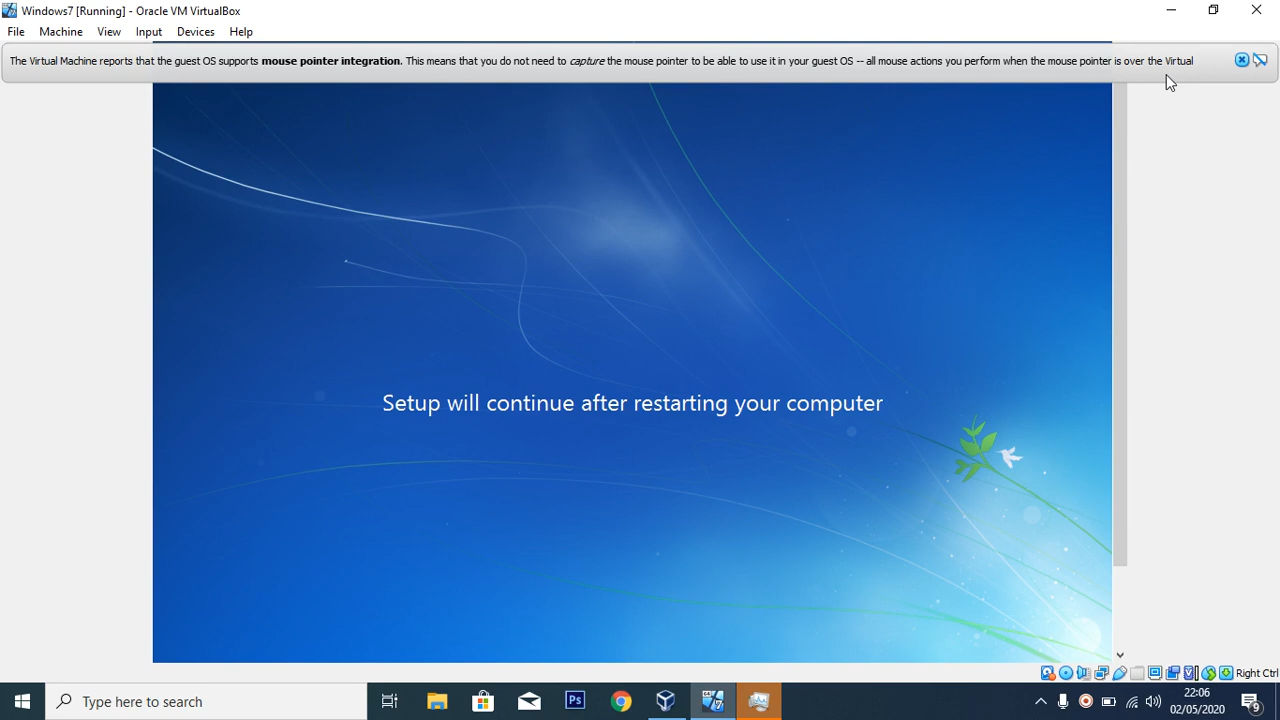 Windows7 [Running] - Oracle VM VirtualBox
File Machine View Input Devices Help
The Virtual Machine reports that the guest OS supports mouse pointer integration. This means that you do not need to capture the mouse pointer to be able to use it in your guest OS -- all mouse actions you perform when the mouse pointer is over the Virtual
Setup will continue after restarting your computer
Right Ctrl
Type here to search
Ps
22:06
02/05/2020
9